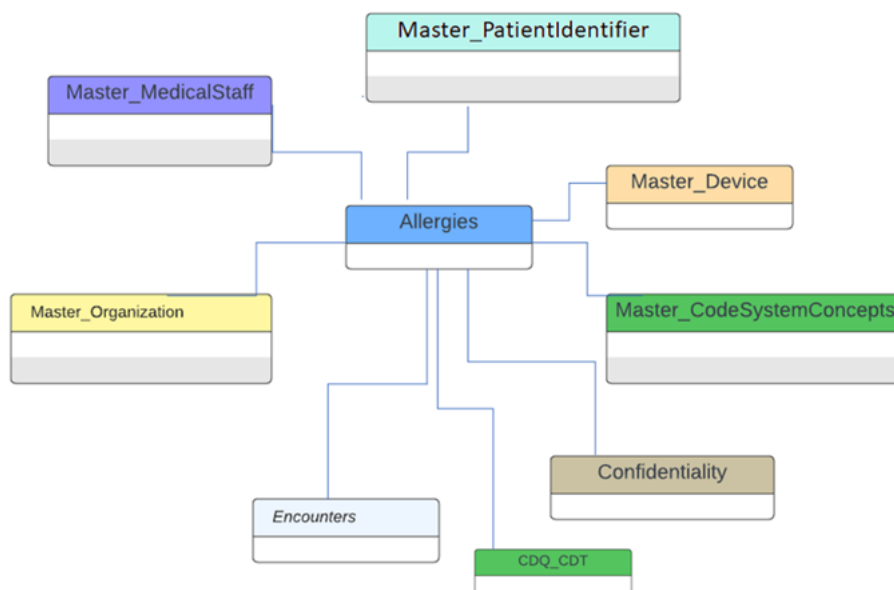 Master_PatientIdentifier
Master_MedicalStaff
Master_Device
Allergies
Master_Organization
Master_CodeSystemConcepts
Confidentiality
Encounters
CDQ_CDT